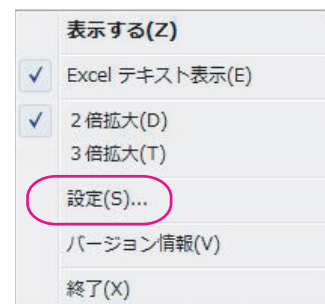 表示する(Z)
Excel テキスト表示(E)
2倍拡大(D)
3倍拡大(T)
設定(S)...
バージョン情報(V)
終了(X)